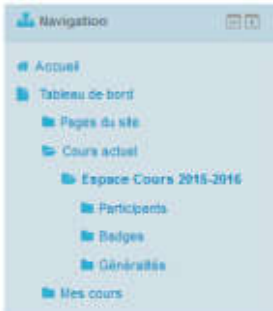 Navigation
Accueil
Tableau de bord
Pages du site
Cours actuel
Espace Cours 2015-2016
Participants
Badges
Généralités
Mes cours